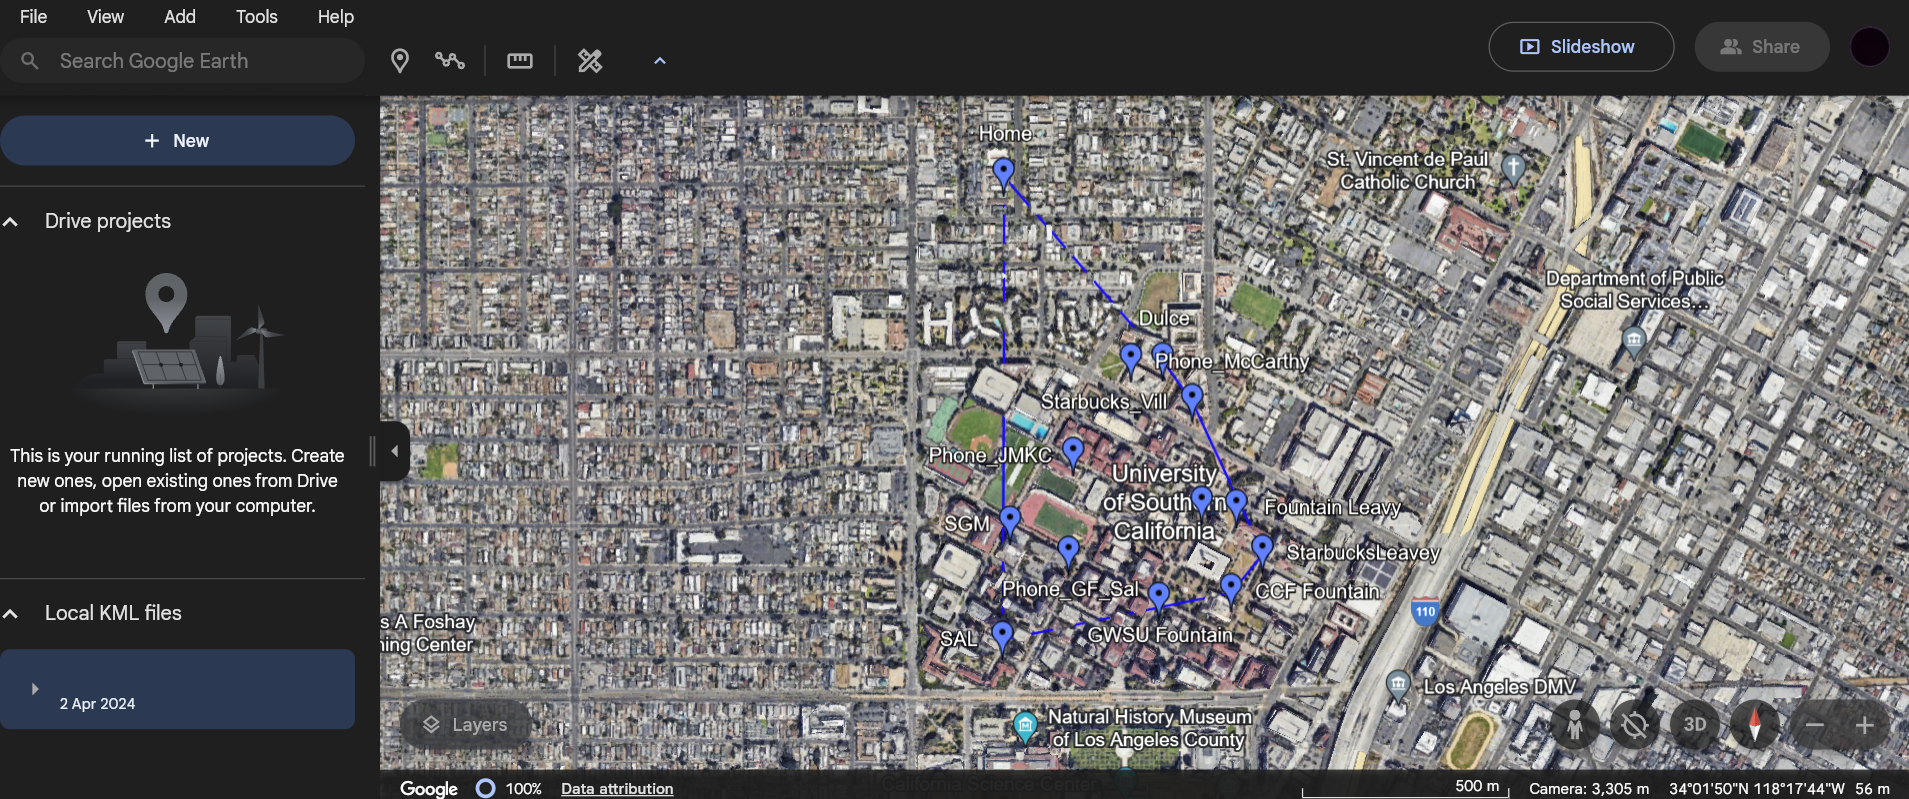 File View Add Tools Help
Search Google Earth
Slideshow
Share
+ New
Drive projects
This is your running list of projects. Create
new ones, open existing ones from Drive
or import files from your computer.
Local KML files
2 Apr 2024
Home
St. Vincent de Paul
Catholic Church
Department of Public
Social Services...
Dulce
Phone_McCarthy
Starbucks_Vill
Phone_JMKC
University
of Southern
California
Fountain Leavy
SGM
StarbucksLeavey
Phone_GF_Sal
CCF Fountain
110
s A Foshay
ning Center
SAL
GWSU Fountain
Los Angeles DMV
Natural History Museum
of Los Angeles County
Layers
3D
California Science Center
Google 100% Data attribution
500 m Camera: 3,305 m 34°01'50"N 118°17'44"W 56 m